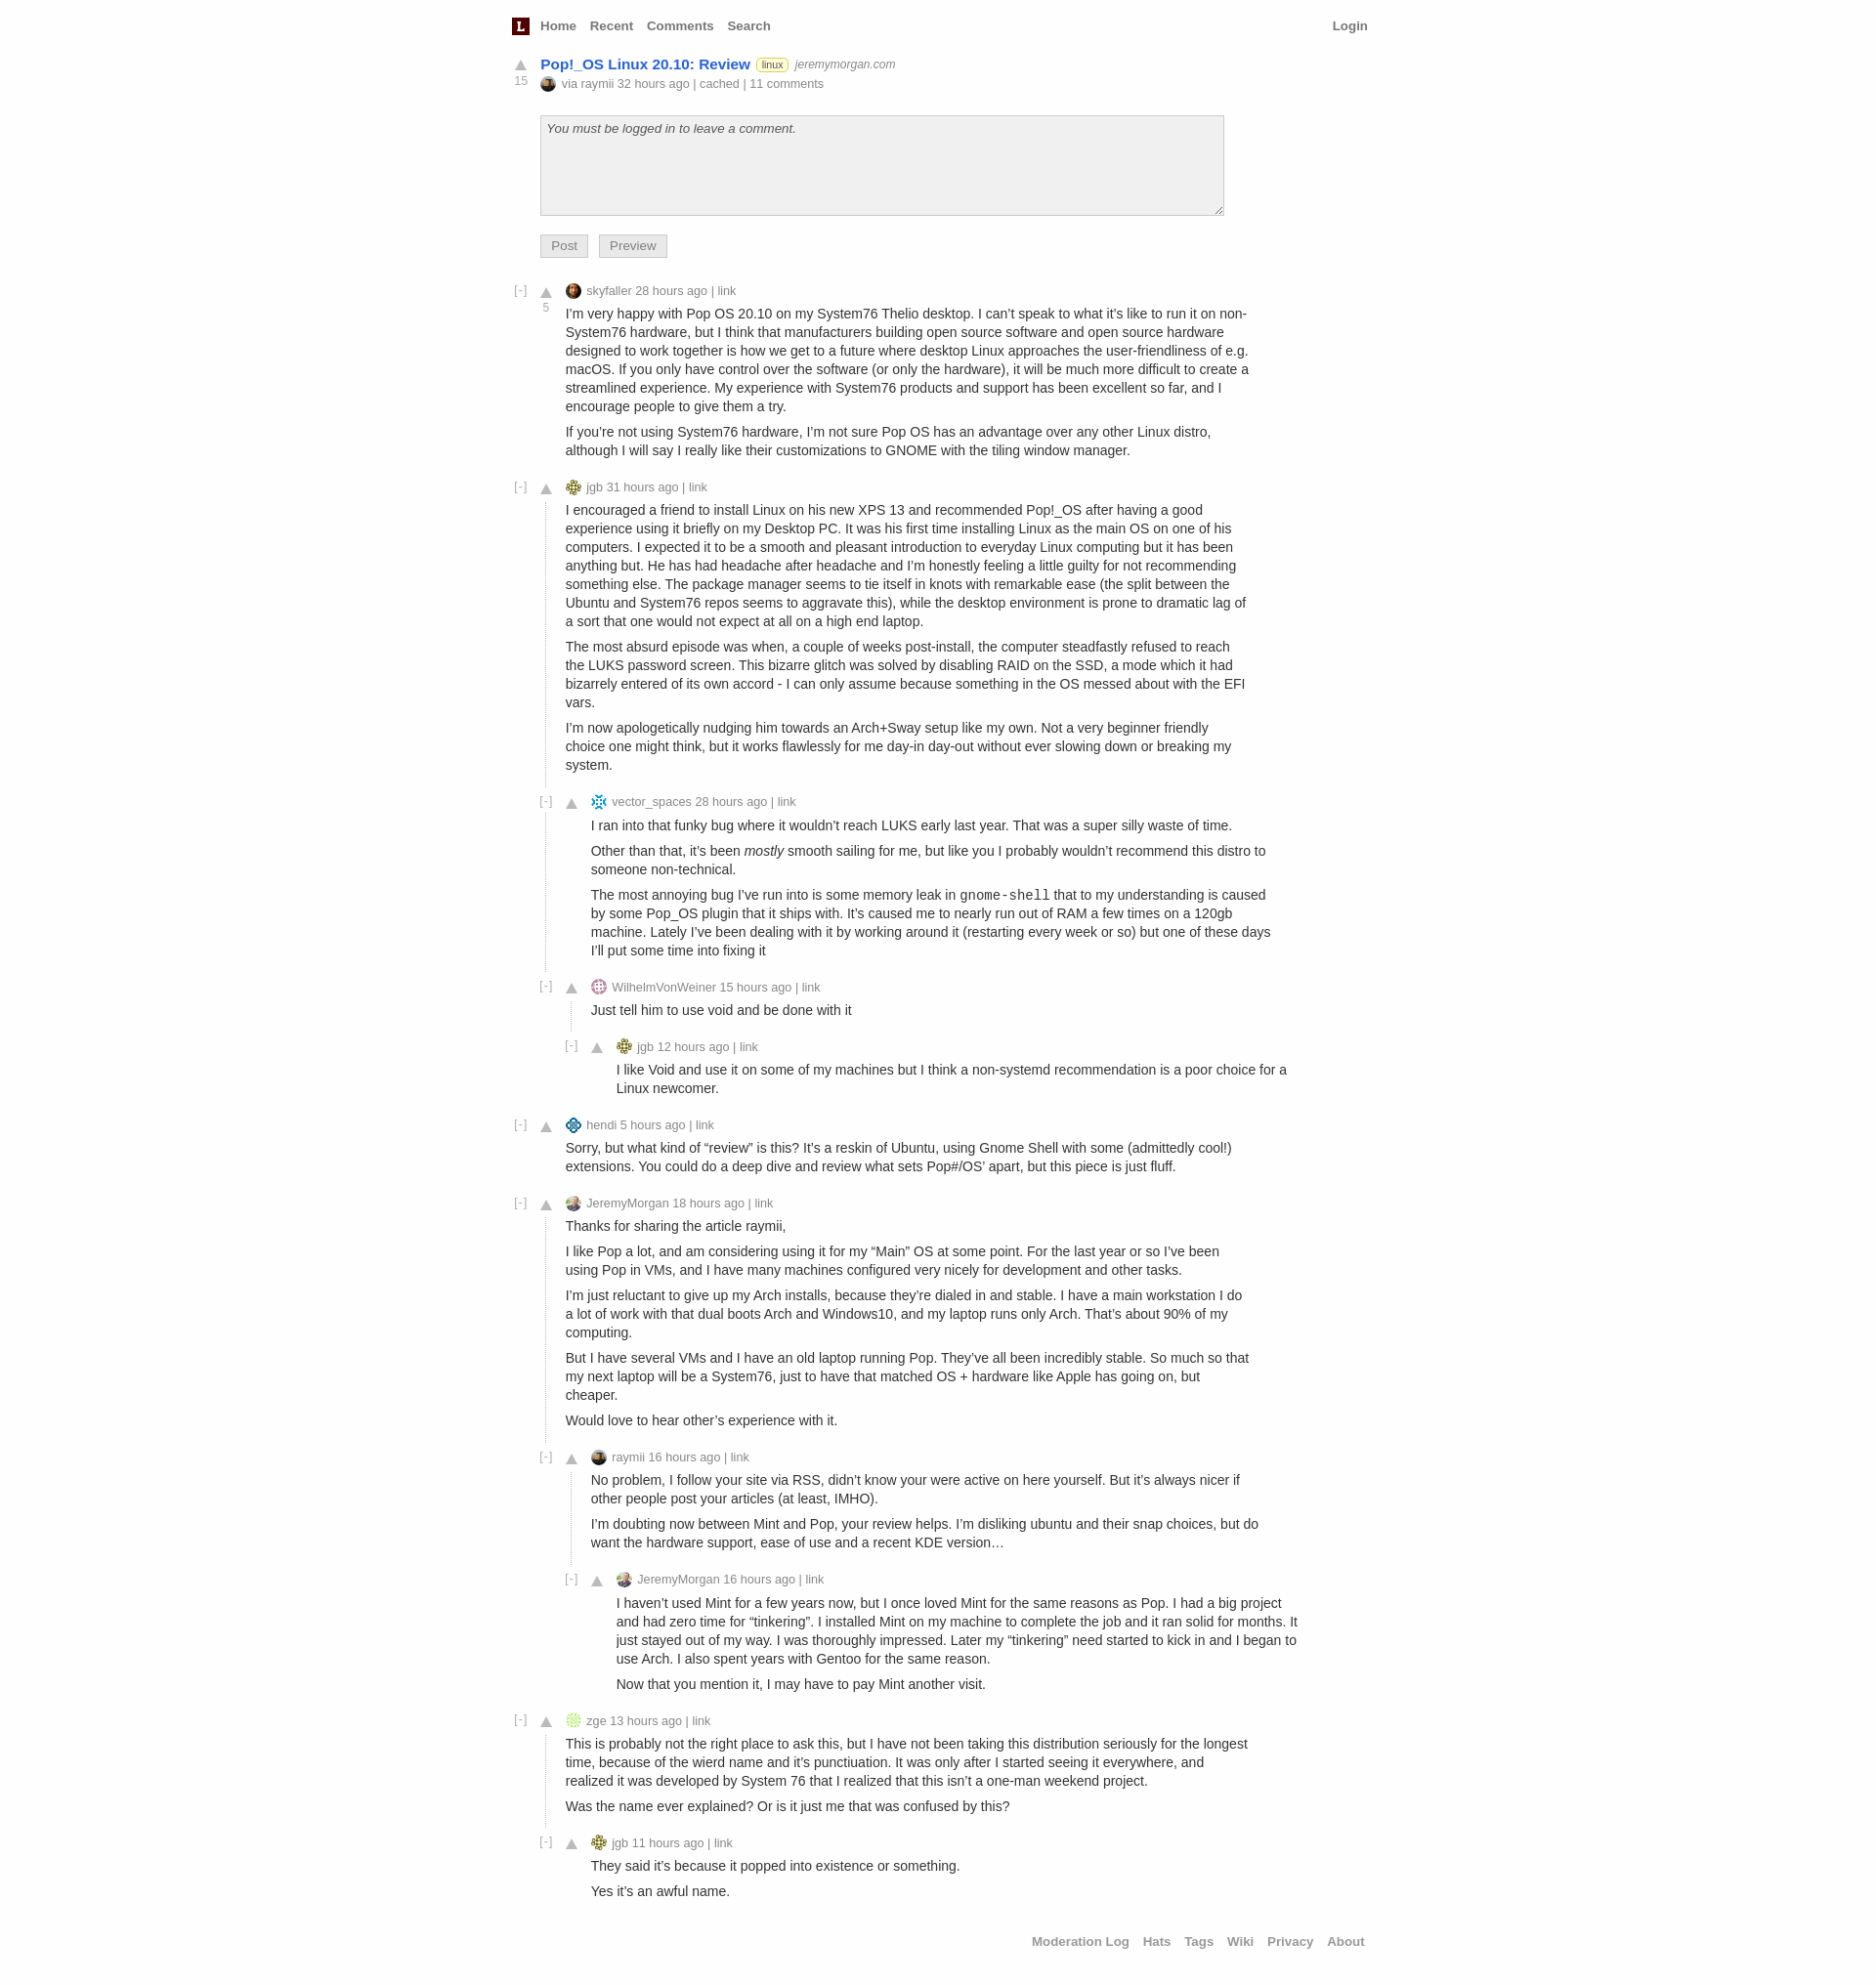 L Home Recent Comments Search Login
Pop!_OS Linux 20.10: Review linux jeremymorgan.com
15 via raymii 32 hours ago | cached | 11 comments
You must be logged in to leave a comment.
Post Preview
[-] skyfaller 28 hours ago | link
5
I’m very happy with Pop OS 20.10 on my System76 Thelio desktop. I can’t speak to what it’s like to run it on non-
System76 hardware, but I think that manufacturers building open source software and open source hardware
designed to work together is how we get to a future where desktop Linux approaches the user-friendliness of e.g.
macOS. If you only have control over the software (or only the hardware), it will be much more difficult to create a
streamlined experience. My experience with System76 products and support has been excellent so far, and I
encourage people to give them a try.
If you’re not using System76 hardware, I’m not sure Pop OS has an advantage over any other Linux distro,
although I will say I really like their customizations to GNOME with the tiling window manager.
[-] jgb 31 hours ago | link
I encouraged a friend to install Linux on his new XPS 13 and recommended Pop!_OS after having a good
experience using it briefly on my Desktop PC. It was his first time installing Linux as the main OS on one of his
computers. I expected it to be a smooth and pleasant introduction to everyday Linux computing but it has been
anything but. He has had headache after headache and I’m honestly feeling a little guilty for not recommending
something else. The package manager seems to tie itself in knots with remarkable ease (the split between the
Ubuntu and System76 repos seems to aggravate this), while the desktop environment is prone to dramatic lag of
a sort that one would not expect at all on a high end laptop.
The most absurd episode was when, a couple of weeks post-install, the computer steadfastly refused to reach
the LUKS password screen. This bizarre glitch was solved by disabling RAID on the SSD, a mode which it had
bizarrely entered of its own accord - I can only assume because something in the OS messed about with the EFI
vars.
I’m now apologetically nudging him towards an Arch+Sway setup like my own. Not a very beginner friendly
choice one might think, but it works flawlessly for me day-in day-out without ever slowing down or breaking my
system.
[-] vector_spaces 28 hours ago | link
I ran into that funky bug where it wouldn’t reach LUKS early last year. That was a super silly waste of time.
Other than that, it’s been mostly smooth sailing for me, but like you I probably wouldn’t recommend this distro to
someone non-technical.
The most annoying bug I’ve run into is some memory leak in gnome-shell that to my understanding is caused
by some Pop_OS plugin that it ships with. It’s caused me to nearly run out of RAM a few times on a 120gb
machine. Lately I’ve been dealing with it by working around it (restarting every week or so) but one of these days
I’ll put some time into fixing it
[-] WilhelmVonWeiner 15 hours ago | link
Just tell him to use void and be done with it
[-] jgb 12 hours ago | link
I like Void and use it on some of my machines but I think a non-systemd recommendation is a poor choice for a
Linux newcomer.
[-] hendi 5 hours ago | link
Sorry, but what kind of “review” is this? It’s a reskin of Ubuntu, using Gnome Shell with some (admittedly cool!)
extensions. You could do a deep dive and review what sets Pop#/OS’ apart, but this piece is just fluff.
[-] JeremyMorgan 18 hours ago | link
Thanks for sharing the article raymii,
I like Pop a lot, and am considering using it for my “Main” OS at some point. For the last year or so I’ve been
using Pop in VMs, and I have many machines configured very nicely for development and other tasks.
I’m just reluctant to give up my Arch installs, because they’re dialed in and stable. I have a main workstation I do
a lot of work with that dual boots Arch and Windows10, and my laptop runs only Arch. That’s about 90% of my
computing.
But I have several VMs and I have an old laptop running Pop. They’ve all been incredibly stable. So much so that
my next laptop will be a System76, just to have that matched OS + hardware like Apple has going on, but
cheaper.
Would love to hear other’s experience with it.
[-] raymii 16 hours ago | link
No problem, I follow your site via RSS, didn’t know your were active on here yourself. But it’s always nicer if
other people post your articles (at least, IMHO).
I’m doubting now between Mint and Pop, your review helps. I’m disliking ubuntu and their snap choices, but do
want the hardware support, ease of use and a recent KDE version…
[-] JeremyMorgan 16 hours ago | link
I haven’t used Mint for a few years now, but I once loved Mint for the same reasons as Pop. I had a big project
and had zero time for “tinkering”. I installed Mint on my machine to complete the job and it ran solid for months. It
just stayed out of my way. I was thoroughly impressed. Later my “tinkering” need started to kick in and I began to
use Arch. I also spent years with Gentoo for the same reason.
Now that you mention it, I may have to pay Mint another visit.
[-] zge 13 hours ago | link
This is probably not the right place to ask this, but I have not been taking this distribution seriously for the longest
time, because of the wierd name and it’s punctiuation. It was only after I started seeing it everywhere, and
realized it was developed by System 76 that I realized that this isn’t a one-man weekend project.
Was the name ever explained? Or is it just me that was confused by this?
[-] jgb 11 hours ago | link
They said it’s because it popped into existence or something.
Yes it’s an awful name.
Moderation Log Hats Tags Wiki Privacy About